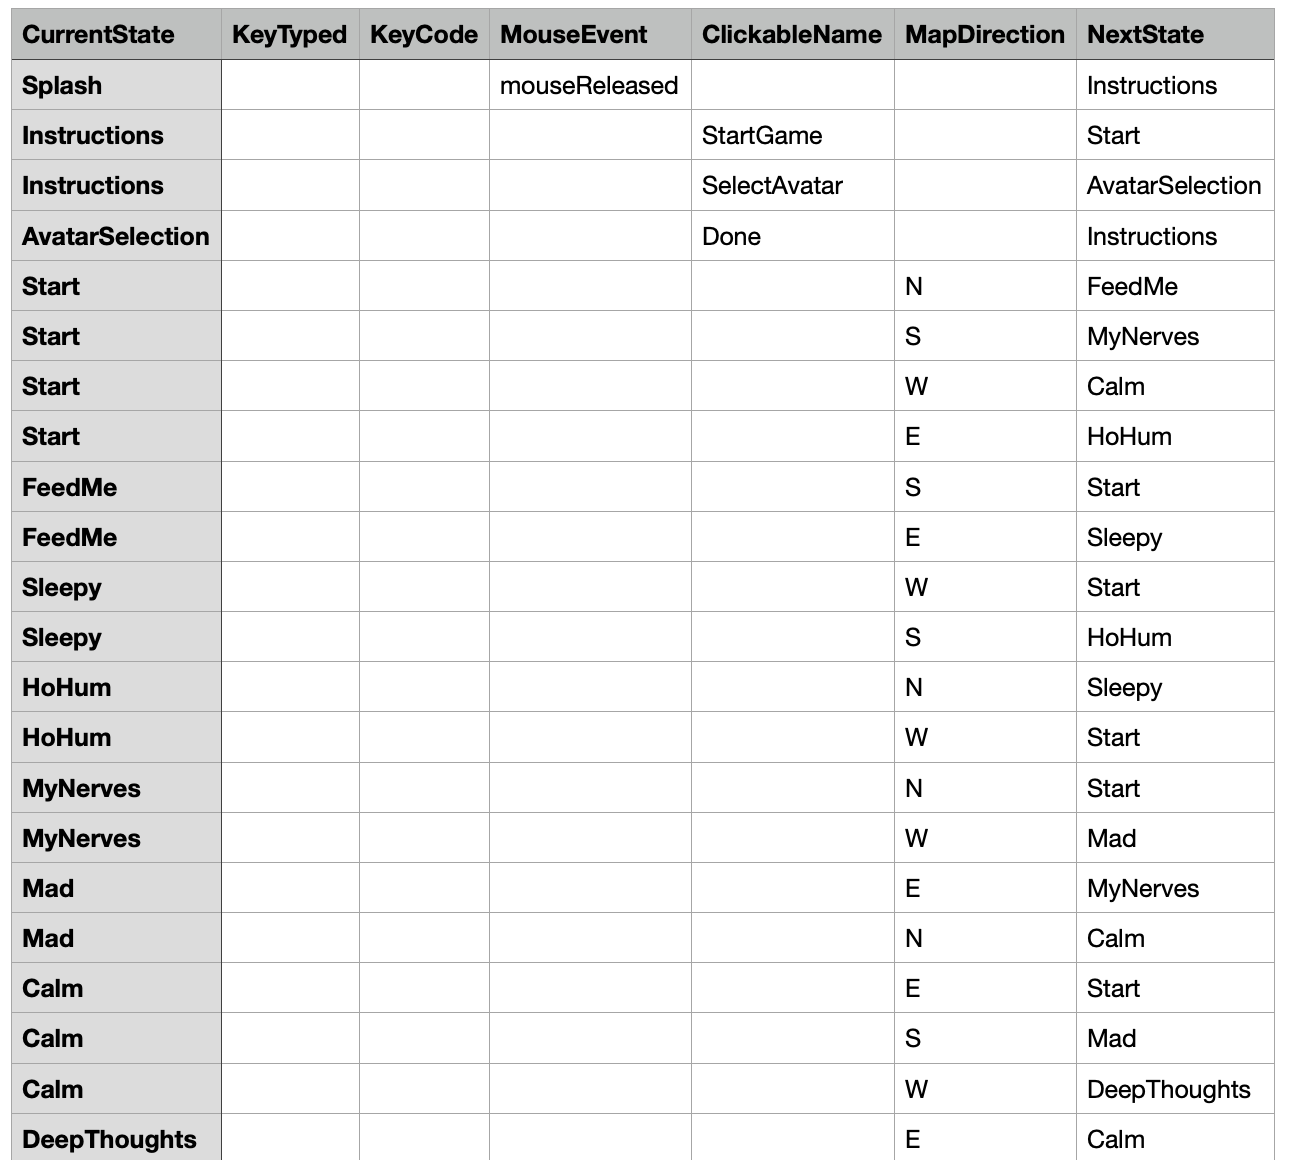 CurrentState KeyTyped KeyCode MouseEvent ClickableName MapDirection NextState
Splash mouseReleased Instructions
Instructions StartGame Start
Instructions SelectAvatar AvatarSelection
AvatarSelection Done Instructions
Start N FeedMe
Start S MyNerves
Start W Calm
Start E HoHum
FeedMe S Start
FeedMe E Sleepy
Sleepy W Start
Sleepy S HoHum
HoHum N Sleepy
HoHum W Start
MyNerves N Start
MyNerves W Mad
Mad E MyNerves
Mad N Calm
Calm E Start
Calm S Mad
Calm W DeepThoughts
DeepThoughts E Calm